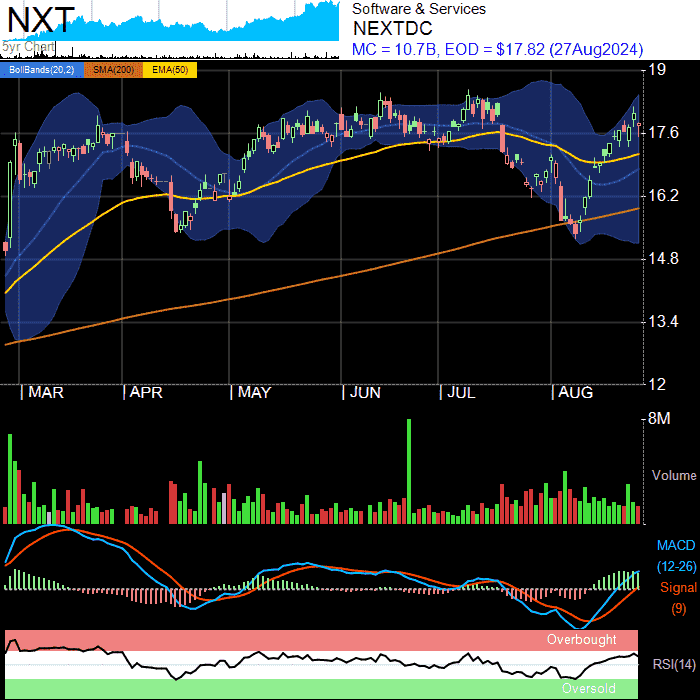 NXT
5yr Chart
Software & Services
NEXTDC
MC = 10.7B, EOD = $17.82 (27Aug2024)
BollBands(20,2) SMA(200) EMA(50)
19
17.6
16.2
14.8
13.4
12
MAR APR MAY JUN JUL AUG
8M
Volume
MACD
(12-26)
Signal
(9)
Overbought
RSI(14)
Oversold